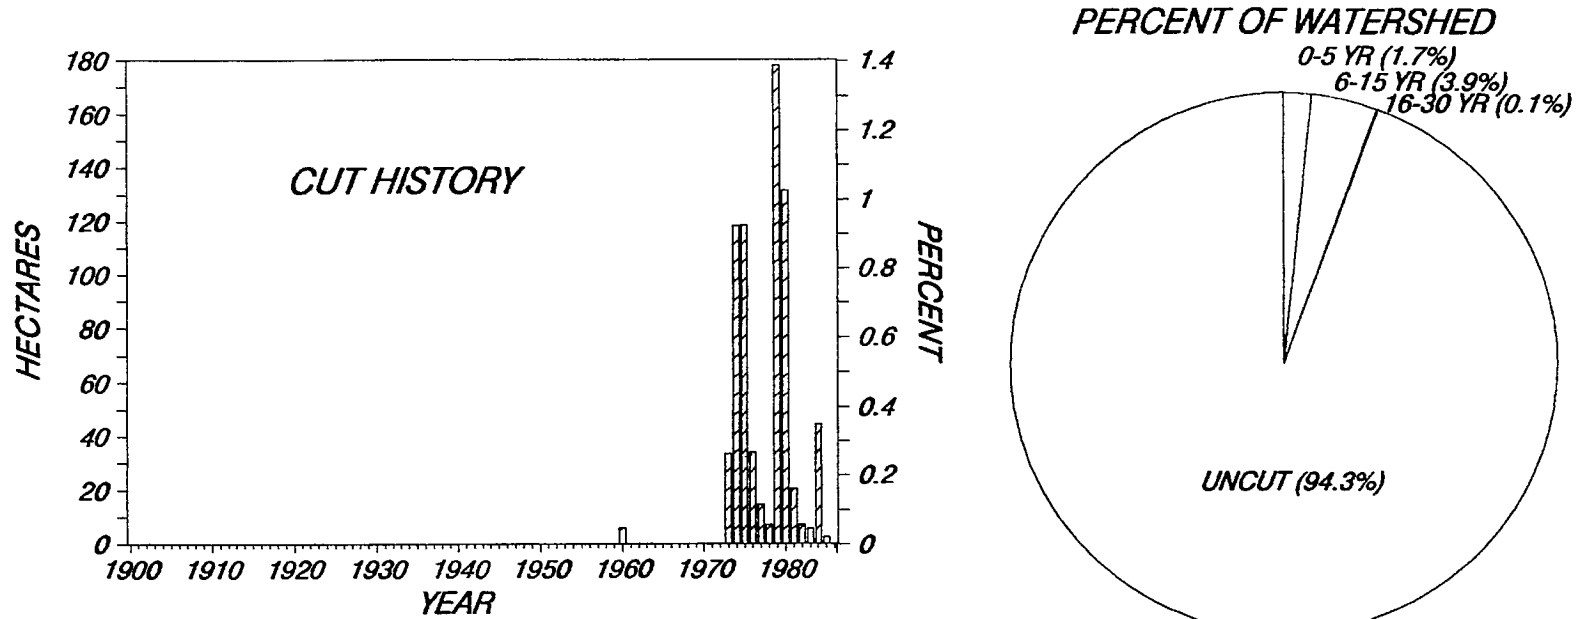 PERCENT OF WATERSHED
0-5 YR (1.7%)
6-15 YR (3.9%)
16-30 YR (0.1%)
UNCUT (94.3%)
CUT HISTORY
HECTARES
180
160
140
120
100
80
60
40
20
0
PERCENT
1.4
1.2
1
0.8
0.6
0.4
0.2
0
1900 1910 1920 1930 1940 1950 1960 1970 1980
YEAR